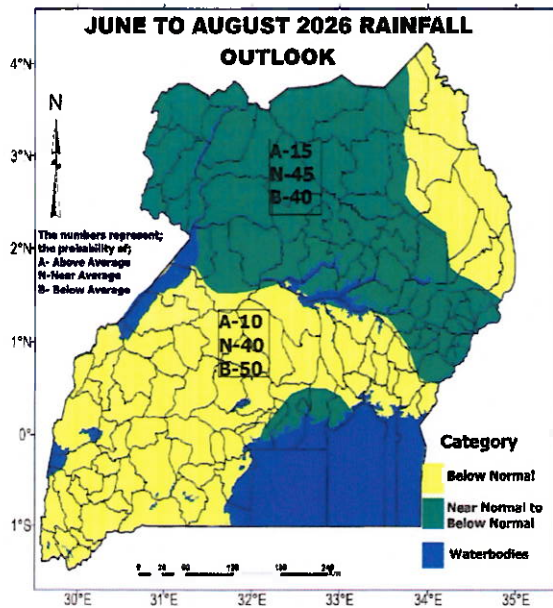 JUNE TO AUGUST 2026 RAINFALL
OUTLOOK
4°N
N
3°N
A-15
N-45
B-40
The numbers represent;
the probability of;
A- Above Average
N-Near Average
B- Below Average
2°N
1°N
A-10
N-40
B-50
0°
Category
Below Normal
Near Normal to
Below Normal
Waterbodies
1°S
30°E
31°E
32°E
33°E
34°E
35°E